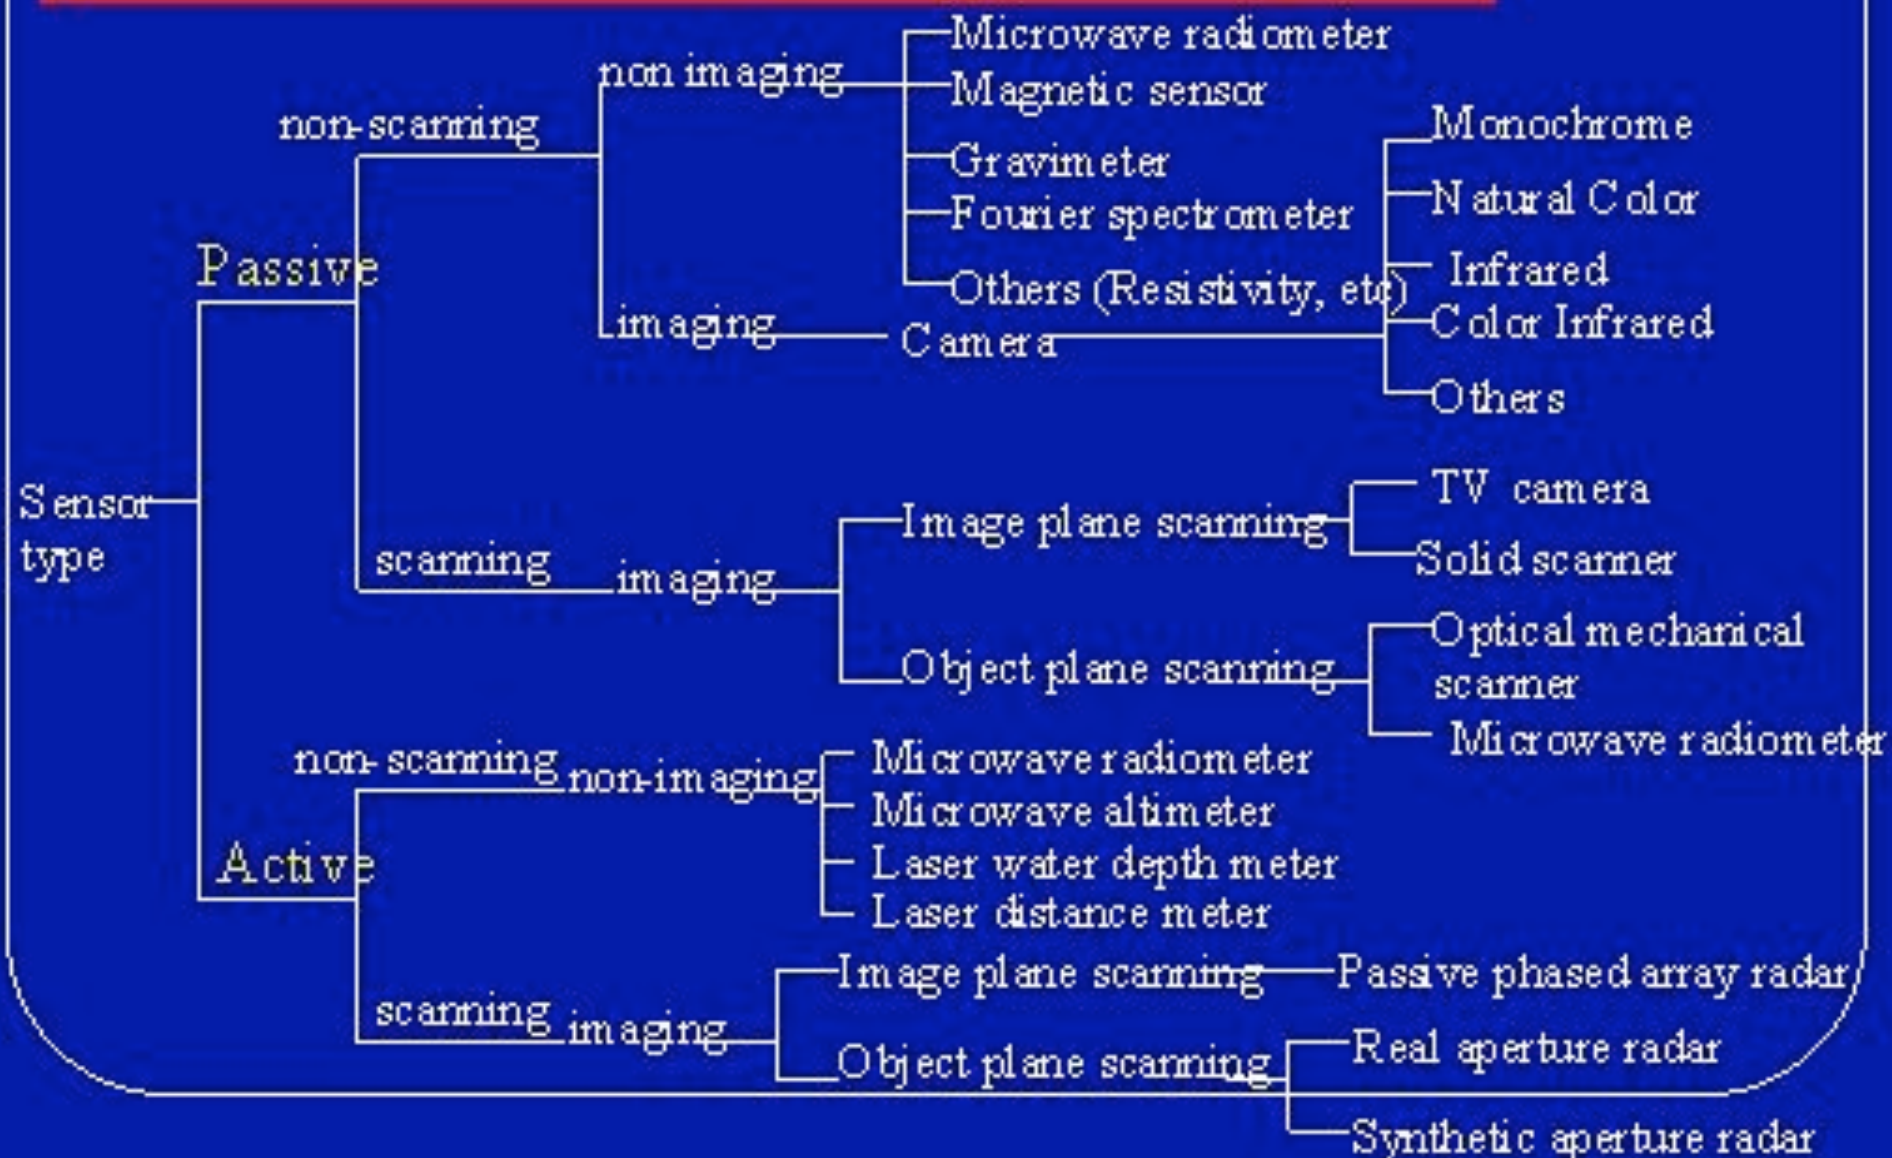 Microwave radiometer
non imaging
Magnetic sensor
non-scanning
Monochrome
Gravimeter
Natural Color
Fourier spectrometer
Passive
Infrared
Others (Resistivity, etc)
imaging
Camera
Color Infrared
Others
Sensor
type
TV camera
Image plane scanning
scanning
imaging
Solid scanner
Optical mechanical
scanner
Object plane scanning
Microwave radiometer
non-scanning
non-imaging
Microwave radiometer
Microwave altimeter
Active
Laser water depth meter
Laser distance meter
Image plane scanning
Passive phased array radar
scanning
imaging
Real aperture radar
Object plane scanning
Synthetic aperture radar